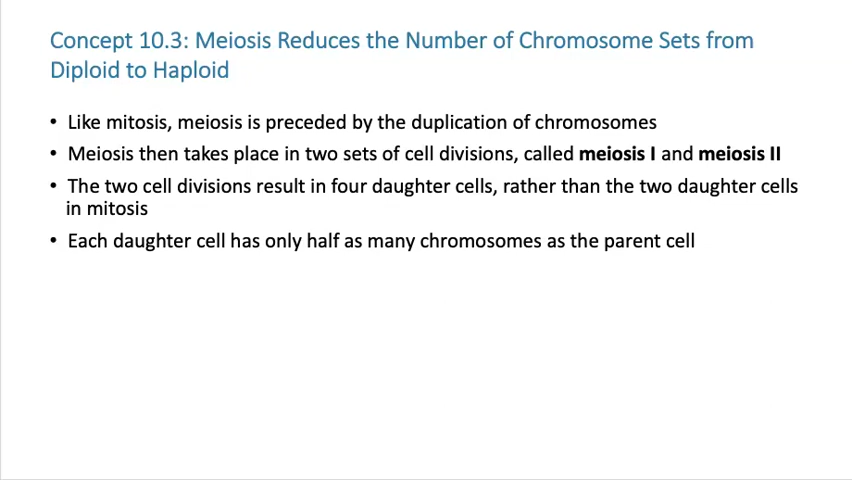 Concept 10.3: Meiosis Reduces the Number of Chromosome Sets from
Diploid to Haploid
• Like mitosis, meiosis is preceded by the duplication of chromosomes
• Meiosis then takes place in two sets of cell divisions, called meiosis I and meiosis II
• The two cell divisions result in four daughter cells, rather than the two daughter cells
in mitosis
• Each daughter cell has only half as many chromosomes as the parent cell